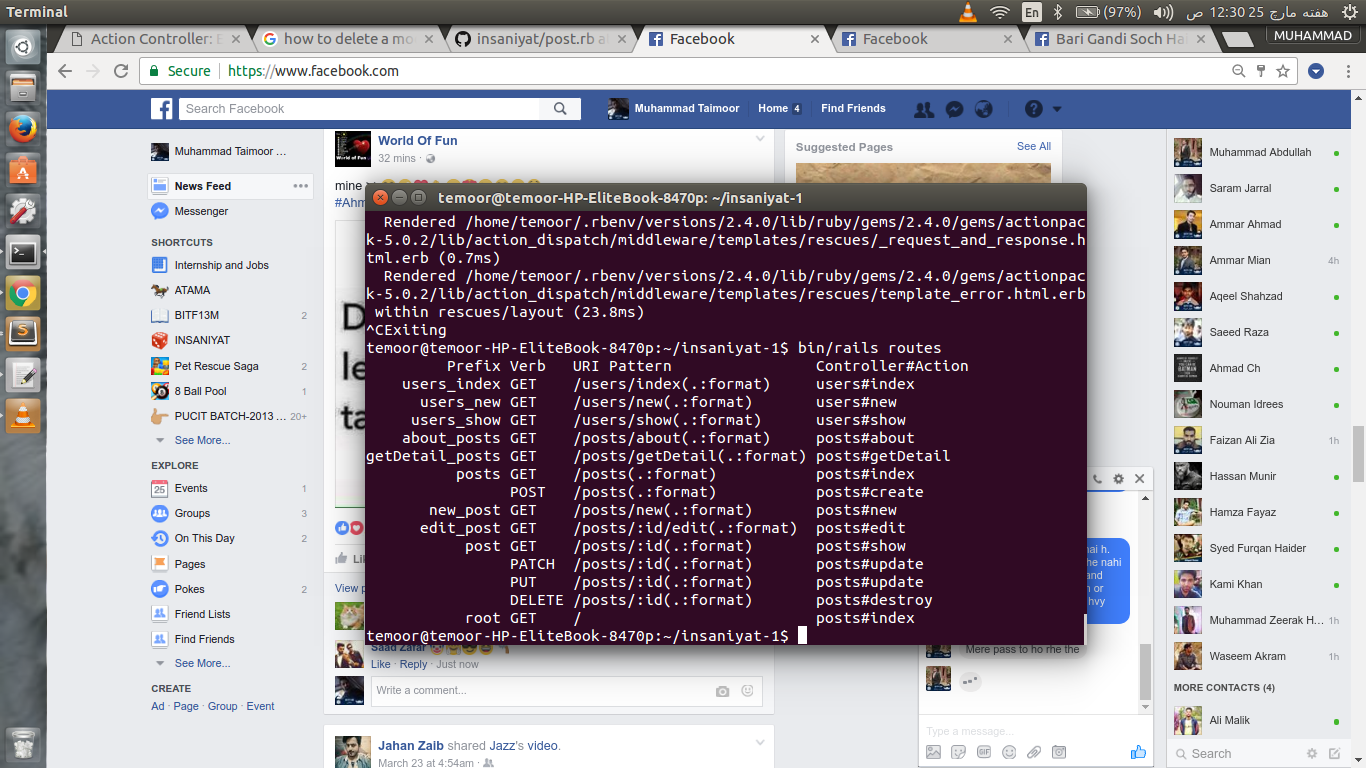 Terminal
En
(97%)
هفته مارچ 25 12:30 ص
Action Controller:
how to delete a mo
insaniyat/post.rb a
Facebook
Facebook
Bari Gandi Soch Ha
MUHAMMAD
Secure
https://www.facebook.com
Search Facebook
Muhammad Taimoor
Home 4
Find Friends
Muhammad Taimoor ...
News Feed
Messenger
SHORTCUTS
Internship and Jobs
ATAMA
BITF13M 2
INSANIYAT
Pet Rescue Saga 2
8 Ball Pool 1
PUCIT BATCH-2013 ... 20+
See More...
EXPLORE
Events 1
Groups 3
On This Day 2
Pages
Pokes 2
Friend Lists
Find Friends
See More...
CREATE
Ad · Page · Group · Event
World Of Fun
32 mins ·
mine
#Ahm
D
le
ta
Lik
View p
temoor@temoor-HP-EliteBook-8470p: ~/insaniyat-1
Rendered /home/temoor/.rbenv/versions/2.4.0/lib/ruby/gems/2.4.0/gems/actionpac
k-5.0.2/lib/action_dispatch/middleware/templates/rescues/_request_and_response.h
tml.erb (0.7ms)
Rendered /home/temoor/.rbenv/versions/2.4.0/lib/ruby/gems/2.4.0/gems/actionpac
k-5.0.2/lib/action_dispatch/middleware/templates/rescues/template_error.html.erb
within rescues/layout (23.8ms)
^CExiting
temoor@temoor-HP-EliteBook-8470p:~/insaniyat-1$ bin/rails routes
Prefix Verb URI Pattern Controller#Action
users_index GET /users/index(.:format) users#index
users_new GET /users/new(.:format) users#new
users_show GET /users/show(.:format) users#show
about_posts GET /posts/about(.:format) posts#about
getDetail_posts GET /posts/getDetail(.:format) posts#getDetail
posts GET /posts(.:format) posts#index
POST /posts(.:format) posts#create
new_post GET /posts/new(.:format) posts#new
edit_post GET /posts/:id/edit(.:format) posts#edit
post GET /posts/:id(.:format) posts#show
PATCH /posts/:id(.:format) posts#update
PUT /posts/:id(.:format) posts#update
DELETE /posts/:id(.:format) posts#destroy
root GET / posts#index
temoor@temoor-HP-EliteBook-8470p:~/insaniyat-1$
Saad Zafar
Like · Reply · Just now
Write a comment...
Jahan Zaib shared Jazz's video.
March 23 at 4:54am ·
Suggested Pages
See All
nai h.
he nahi
and
n or
hvy
Mere pass to ho rhe the
Type a message...
GIF
Muhammad Abdullah
Saram Jarral
Ammar Ahmad
Ammar Mian 4h
Aqeel Shahzad
Saeed Raza
Ahmad Ch
Nouman Idrees
Faizan Ali Zia 1h
Hassan Munir
Hamza Fayaz
Syed Furqan Haider
Kami Khan
Muhammad Zeerak H... 1h
Waseem Akram 1h
MORE CONTACTS (4)
Ali Malik
Search